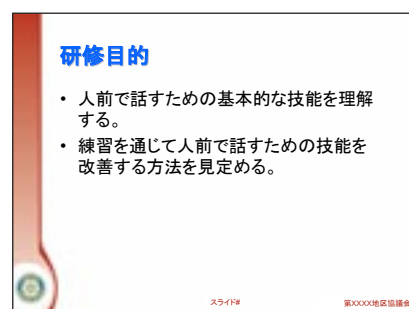 研修目的
• 人前で話すための基本的な技能を理解
する。
• 練習を通じて人前で話すための技能を
改善する方法を見定める。
スライド#
第XXXX地区協議会